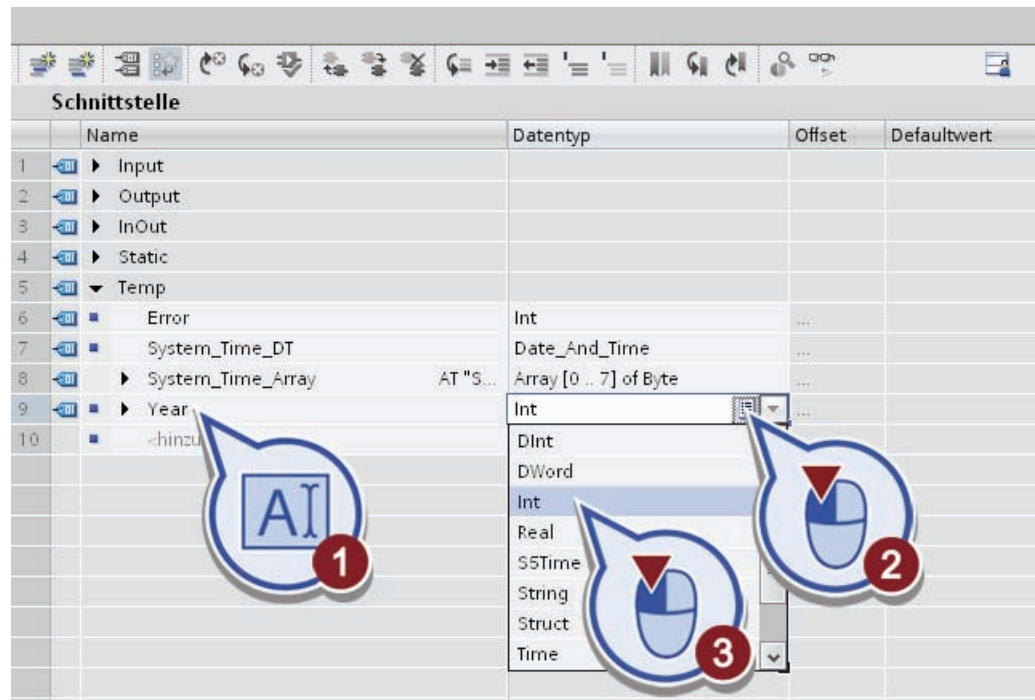 Schnittstelle
Name Datentyp Offset Defaultwert
1 Input
2 Output
3 InOut
4 Static
5 Temp
6 Error Int ...
7 System_Time_DT Date_And_Time ...
8 System_Time_Array AT "S... Array [0 .. 7] of Byte ...
9 Year Int ...
10 <hinzu
DInt
DWord
Int
Real
S5Time
String
Struct
Time
A
1
2
3